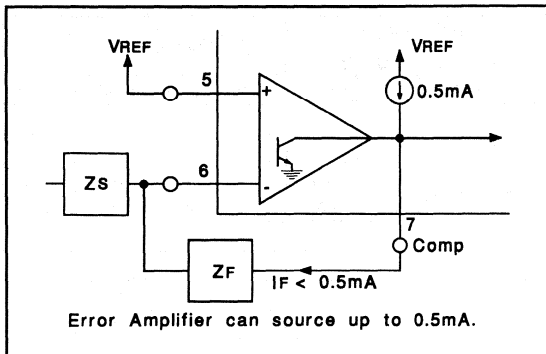 VREF
VREF
5
+
0.5mA
6
-
ZS
7
Comp
ZF
IF < 0.5mA
Error Amplifier can source up to 0.5mA.